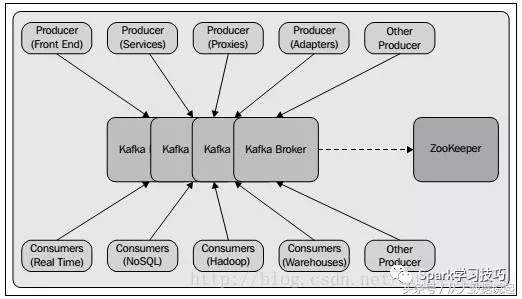 Producer
(Front End)
Producer
(Services)
Producer
(Proxies)
Producer
(Adapters)
Other
Producer
Kafka
Kafka
Kafka
Kafka Broker
ZooKeeper
Consumers
(Real Time)
Consumers
(NoSQL)
Consumers
(Hadoop)
Consumers
(Warehouses)
Other
Producer
http://blog.csdn.net/
Spark学习技巧